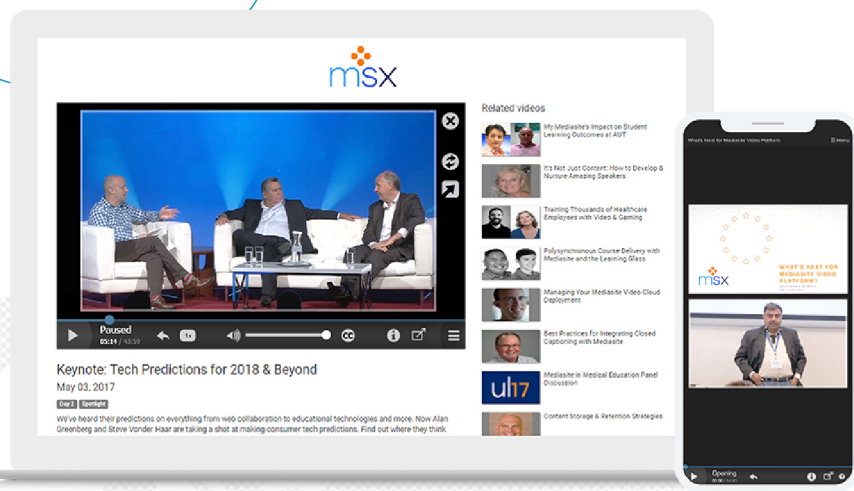 msx
Related videos
My Mediasite's Impact on Student
Learning Outcomes at AUT
It's Not Just Content: How to Develop &
Nurture Amazing Speakers
Training Thousands of Healthcare
Employees with Video & Gaming
Polysynchronous Course Delivery with
Mediasite and the Learning Glass
Managing Your Mediasite Video Cloud
Deployment
Best Practices for Integrating Closed
Captioning with Mediasite
ul17
Mediasite in Medical Education Panel
Discussion
Content Storage & Retention Strategies
Paused
05:14 / 43:59
1x
CC
Keynote: Tech Predictions for 2018 & Beyond
May 03, 2017
Day 2 Spotlight
We've heard their predictions on everything from web collaboration to educational technologies and more. Now Alan
Greenberg and Steve Vonder Haar are taking a shot at making consumer tech predictions. Find out where they think
What's Next for Mediasite Video Platform
Menu
msx
WHAT'S NEXT FOR
MEDIASITE VIDEO
PLATFORM?
Opening